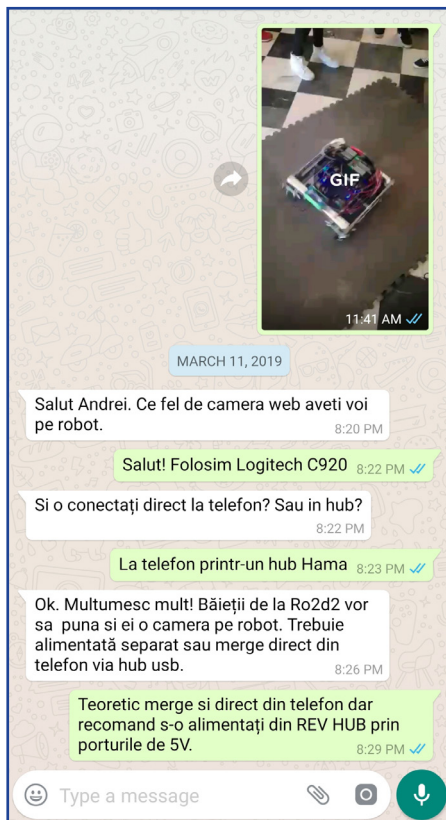 GIF
11:41 AM
MARCH 11, 2019
Salut Andrei. Ce fel de camera web aveti voi
pe robot.
8:20 PM
Salut! Folosim Logitech C920
8:22 PM
Si o conectați direct la telefon? Sau in hub?
8:22 PM
La telefon printr-un hub Hama
8:23 PM
Ok. Multumesc mult! Băieții de la Ro2d2 vor
sa puna si ei o camera pe robot. Trebuie
alimentată separat sau merge direct din
telefon via hub usb.
8:26 PM
Teoretic merge si direct din telefon dar
recomand s-o alimentați din REV HUB prin
porturile de 5V.
8:29 PM
Type a message